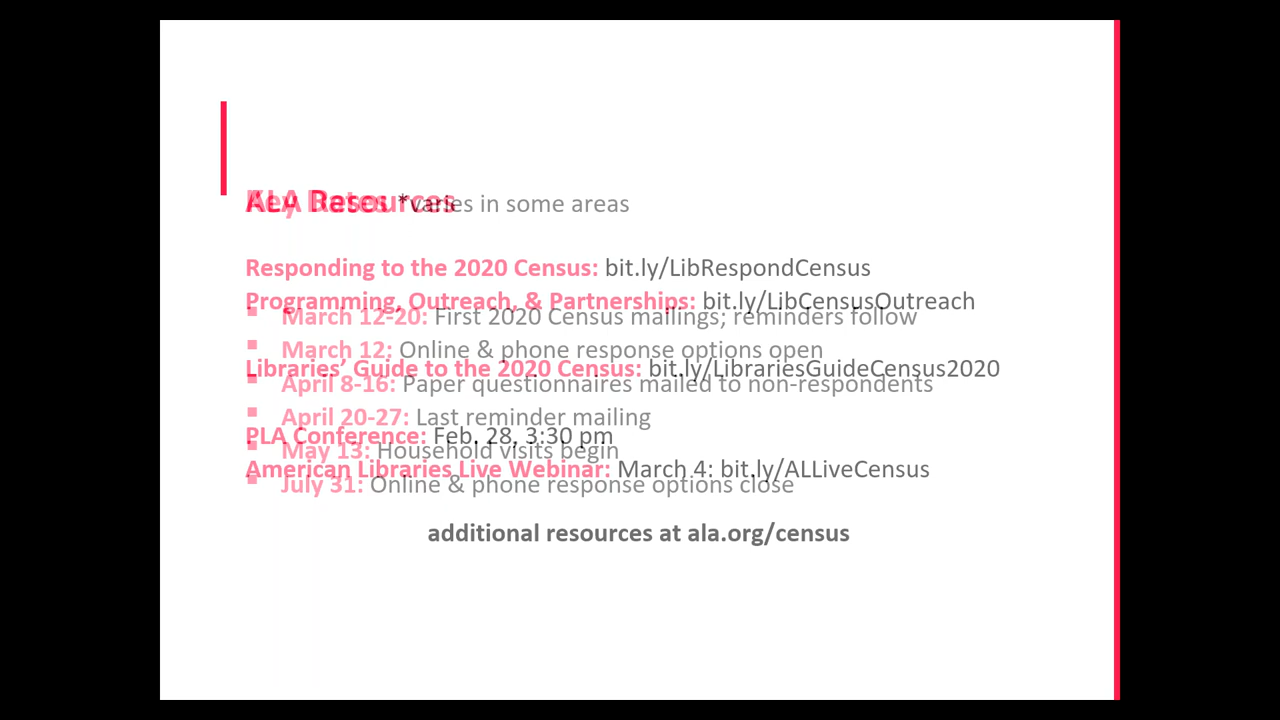 ALA Resources
Key Dates *varies in some areas
Responding to the 2020 Census: bit.ly/LibRespondCensus
Programming, Outreach, & Partnerships: bit.ly/LibCensusOutreach
March 12-20: First 2020 Census mailings; reminders follow
March 12: Online & phone response options open
Libraries’ Guide to the 2020 Census: bit.ly/LibrariesGuideCensus2020
April 8-16: Paper questionnaires mailed to non-respondents
April 20-27: Last reminder mailing
PLA Conference: Feb. 28, 3:30 pm
May 13: Household visits begin
American Libraries Live Webinar: March 4: bit.ly/ALLiveCensus
July 31: Online & phone response options close
additional resources at ala.org/census